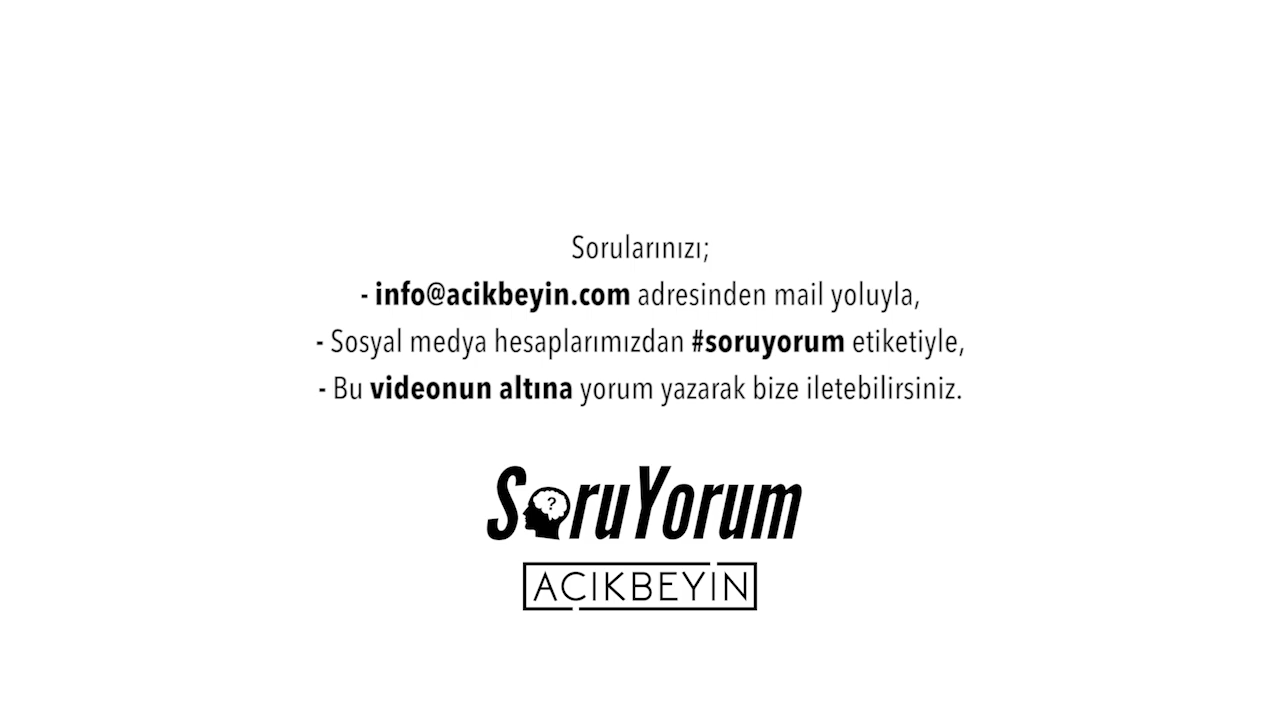 Sorularınızı;
- info@acikbeyin.com adresinden mail yoluyla,
- Sosyal medya hesaplarımızdan #soruyorum etiketiyle,
- Bu videonun altına yorum yazarak bize iletebilirsiniz.
SoruYorum
AÇIKBEYİN